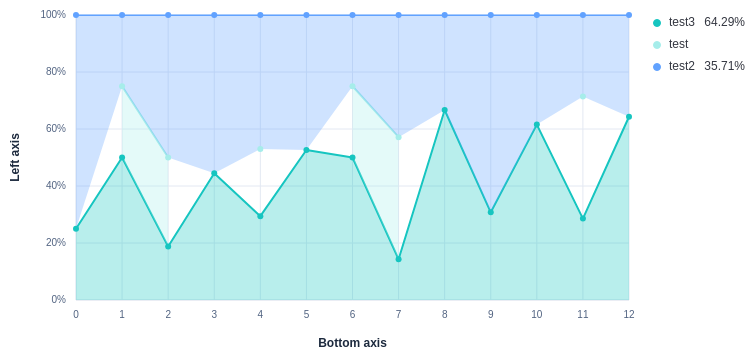 100%
80%
60%
40%
20%
0%
Left axis
0 1 2 3 4 5 6 7 8 9 10 11 12
Bottom axis
test3 64.29%
test
test2 35.71%